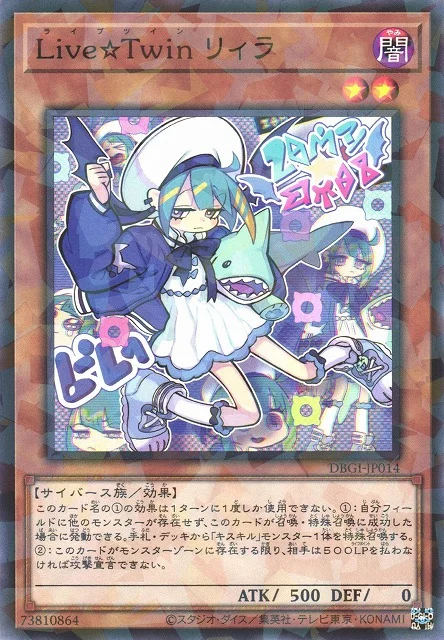 ライブツイン
Live☆Twin リィラ
やみ
闇
DBGI-JP014
【サイバース族／効果】
このカード名の①の効果は1ターンに1度しか使用できない。①：自分フィー
ルドに他のモンスターが存在せず、このカードが召喚・特殊召喚に成功した
場合に発動できる。手札・デッキから「キスキル」モンスター1体を特殊召喚する。
②：このカードがモンスターゾーンに存在する限り、相手は500LPを払わな
ければ攻撃宣言できない。
ATK/ 500 DEF/ 0
73810864
©スタジオ・ダイス／集英社・テレビ東京・KONAMI